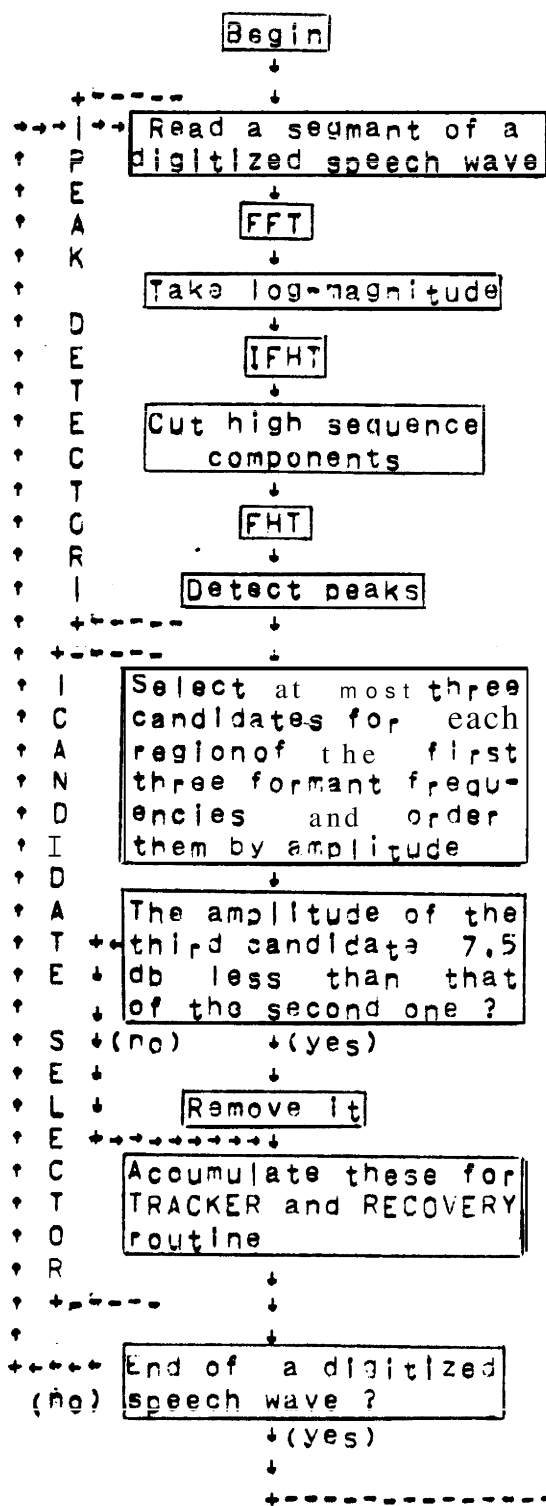 Begin
Read a segmant of a
digitized speech wave
FFT
Take log-magnitude
IFHT
Cut high sequence
components
FHT
Detect peaks
PEAK DETECTOR
Select at most three
candidates for each
regionof the first
three formant frequ-
encies and order
them by amplitude
The amplitude of the
third candidate 7.5
db less than that
of the second one ?
(no) (yes)
Remove it
Accumulate these for
TRACKER and RECOVERY
routine
CANDIDATE SELECTOR
End of a digitized
speech wave ?
(no)
(yes)